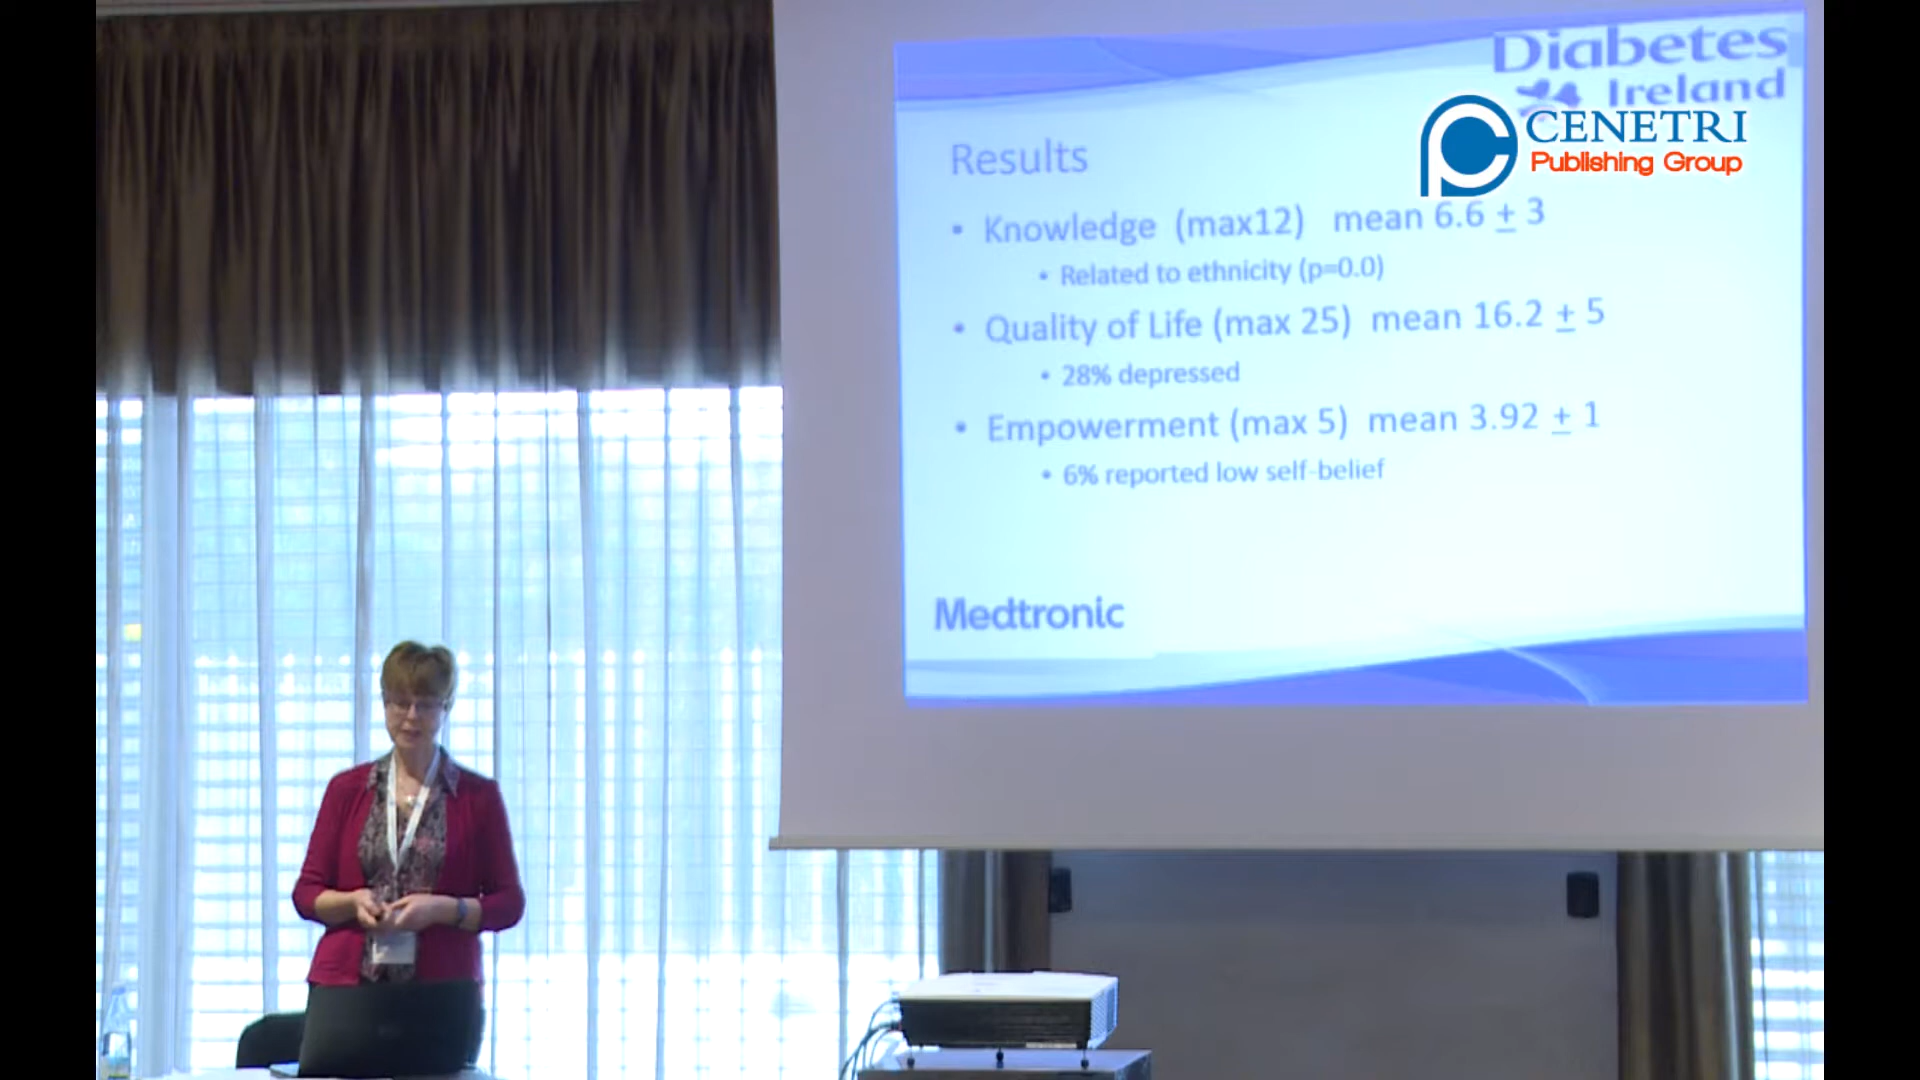 Diabetes
Ireland
CENETRI
Publishing Group
Results
• Knowledge (max12) mean 6.6 ± 3
• Related to ethnicity (p=0.0)
• Quality of Life (max 25) mean 16.2 ± 5
• 28% depressed
• Empowerment (max 5) mean 3.92 ± 1
• 6% reported low self-belief
Medtronic